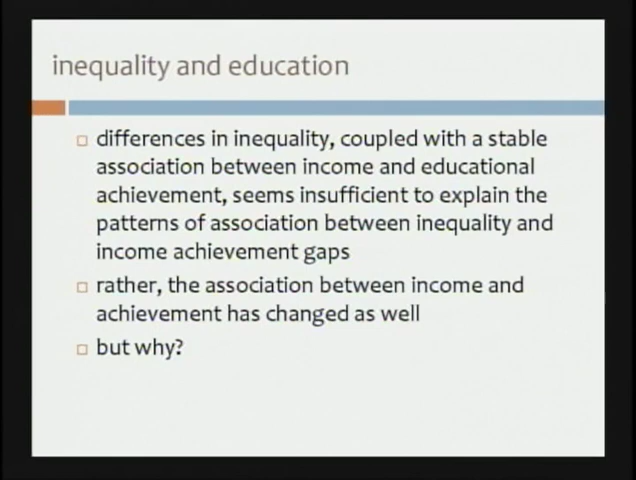 inequality and education
differences in inequality, coupled with a stable
association between income and educational
achievement, seems insufficient to explain the
patterns of association between inequality and
income achievement gaps
rather, the association between income and
achievement has changed as well
but why?